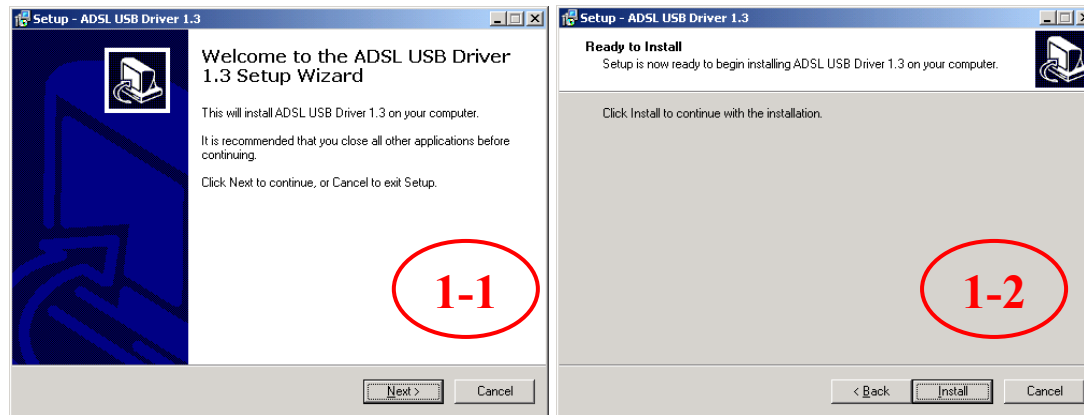 Setup - ADSL USB Driver 1.3
Welcome to the ADSL USB Driver
1.3 Setup Wizard
This will install ADSL USB Driver 1.3 on your computer.
It is recommended that you close all other applications before
continuing.
Click Next to continue, or Cancel to exit Setup.
1-1
Next >
Cancel
Setup - ADSL USB Driver 1.3
Ready to Install
Setup is now ready to begin installing ADSL USB Driver 1.3 on your computer.
Click Install to continue with the installation.
1-2
< Back
Install
Cancel